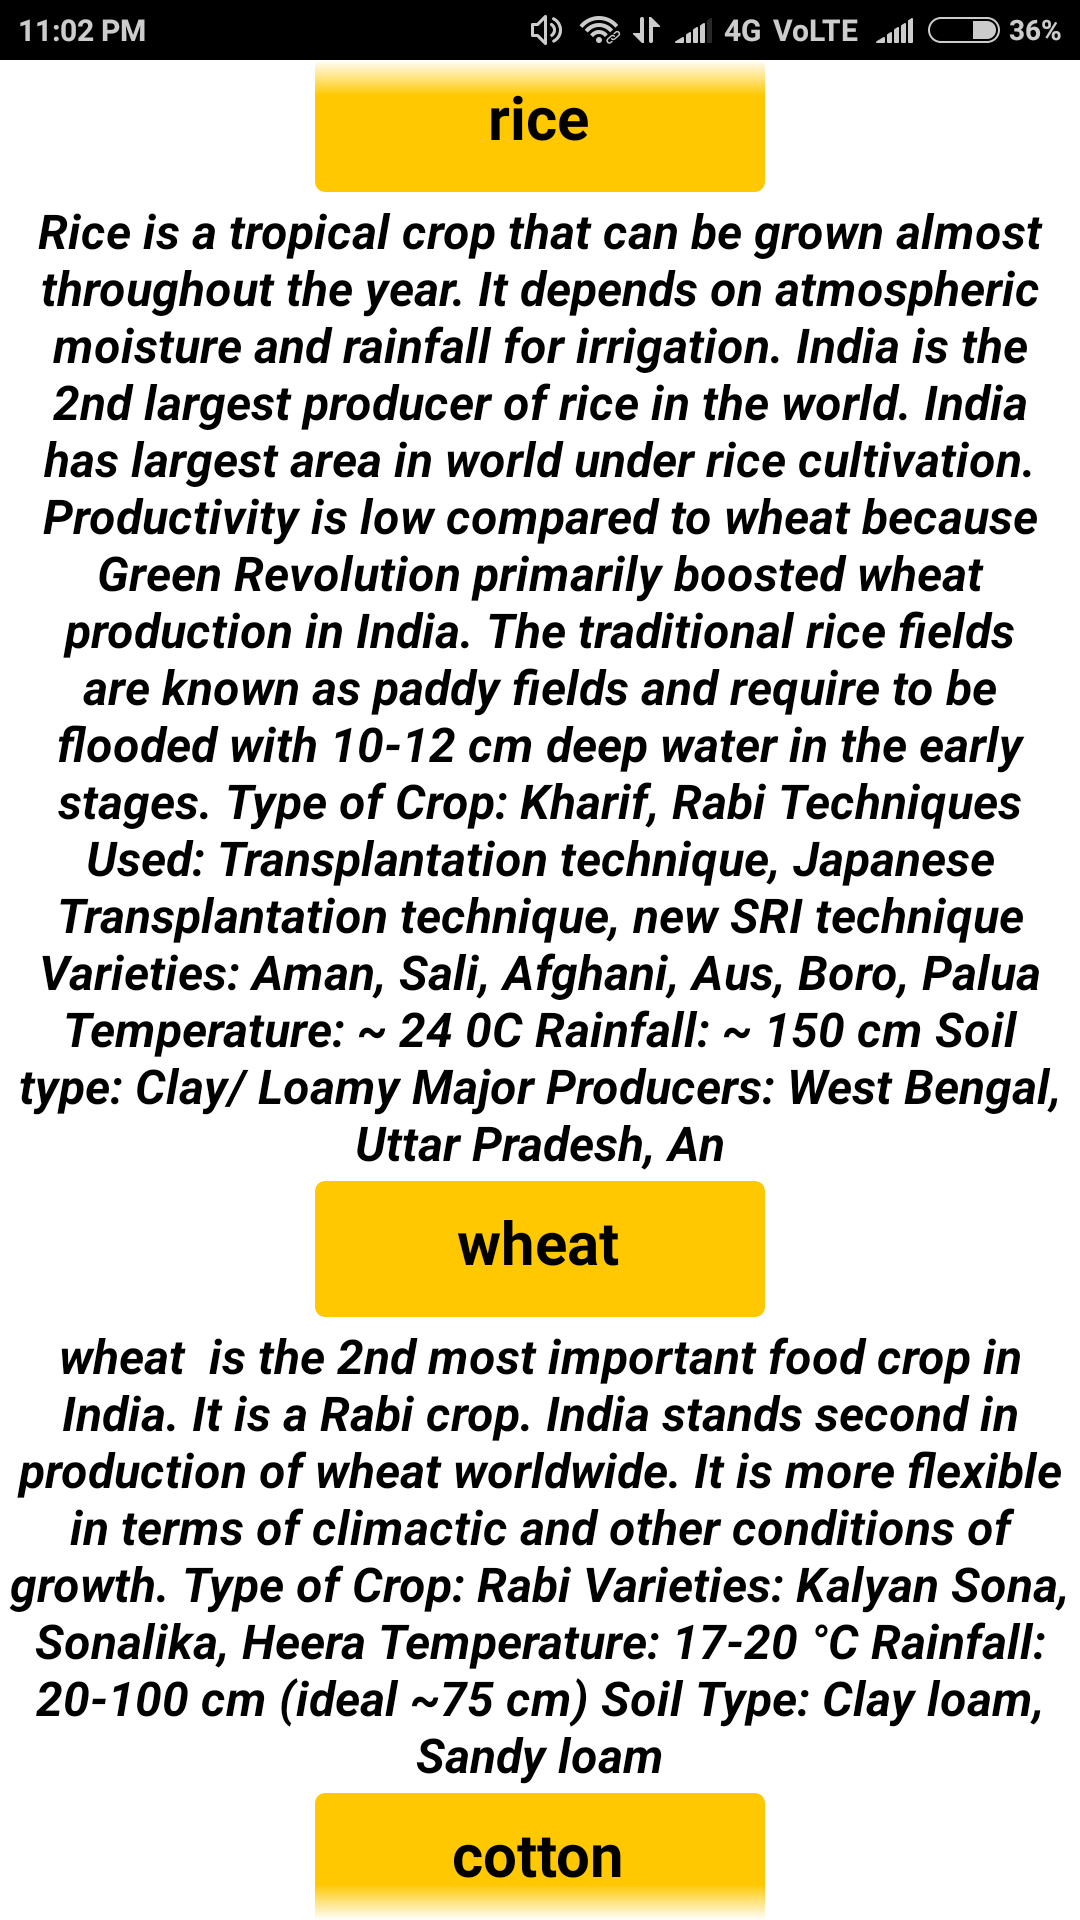 11:02 PM 4G VoLTE 36%
rice
Rice is a tropical crop that can be grown almost
throughout the year. It depends on atmospheric
moisture and rainfall for irrigation. India is the
2nd largest producer of rice in the world. India
has largest area in world under rice cultivation.
Productivity is low compared to wheat because
Green Revolution primarily boosted wheat
production in India. The traditional rice fields
are known as paddy fields and require to be
flooded with 10-12 cm deep water in the early
stages. Type of Crop: Kharif, Rabi Techniques
Used: Transplantation technique, Japanese
Transplantation technique, new SRI technique
Varieties: Aman, Sali, Afghani, Aus, Boro, Palua
Temperature: ~ 24 0C Rainfall: ~ 150 cm Soil
type: Clay/ Loamy Major Producers: West Bengal,
Uttar Pradesh, An
wheat
wheat  is the 2nd most important food crop in
India. It is a Rabi crop. India stands second in
production of wheat worldwide. It is more flexible
in terms of climactic and other conditions of
growth. Type of Crop: Rabi Varieties: Kalyan Sona,
Sonalika, Heera Temperature: 17-20 °C Rainfall:
20-100 cm (ideal ~75 cm) Soil Type: Clay loam,
Sandy loam
cotton